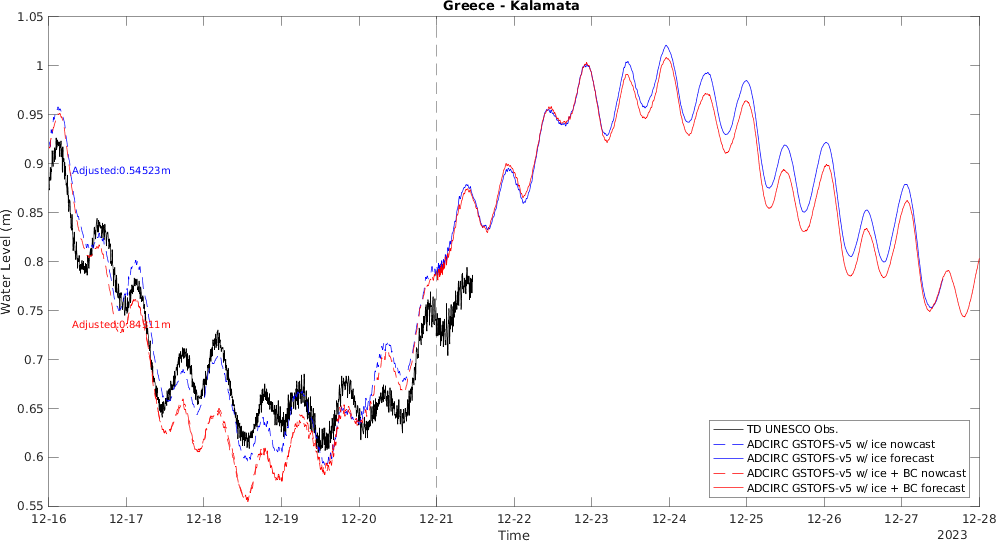 Greece - Kalamata
1.05
1
0.95
0.9
0.85
0.8
0.75
0.7
0.65
0.6
0.55
Water Level (m)
Adjusted:0.54523m
TD UNESCO Obs.
ADCIRC GSTOFS-v5 w/ ice nowcast
ADCIRC GSTOFS-v5 w/ ice forecast
ADCIRC GSTOFS-v5 w/ ice + BC nowcast
ADCIRC GSTOFS-v5 w/ ice + BC forecast
12-16 12-17 12-18 12-19 12-20 12-21 12-22 12-23 12-24 12-25 12-26 12-27 12-28
Time
2023